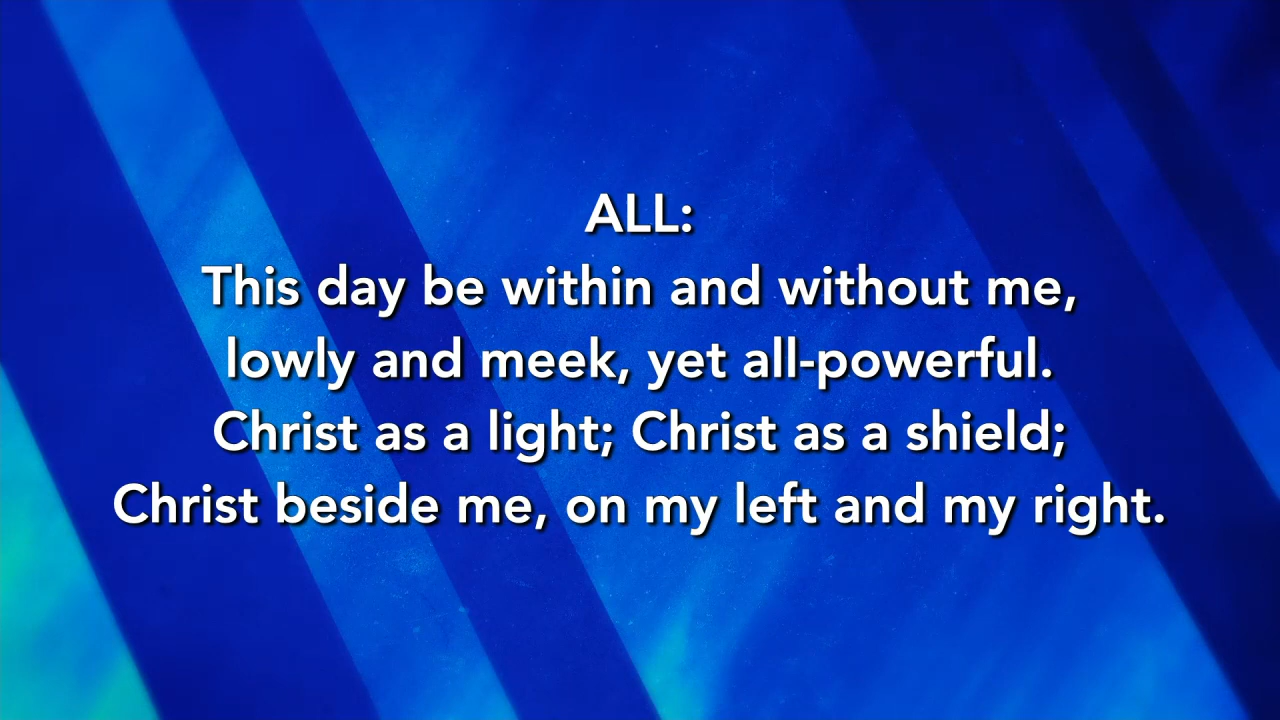 ALL:
This day be within and without me,
lowly and meek, yet all-powerful.
Christ as a light; Christ as a shield;
Christ beside me, on my left and my right.